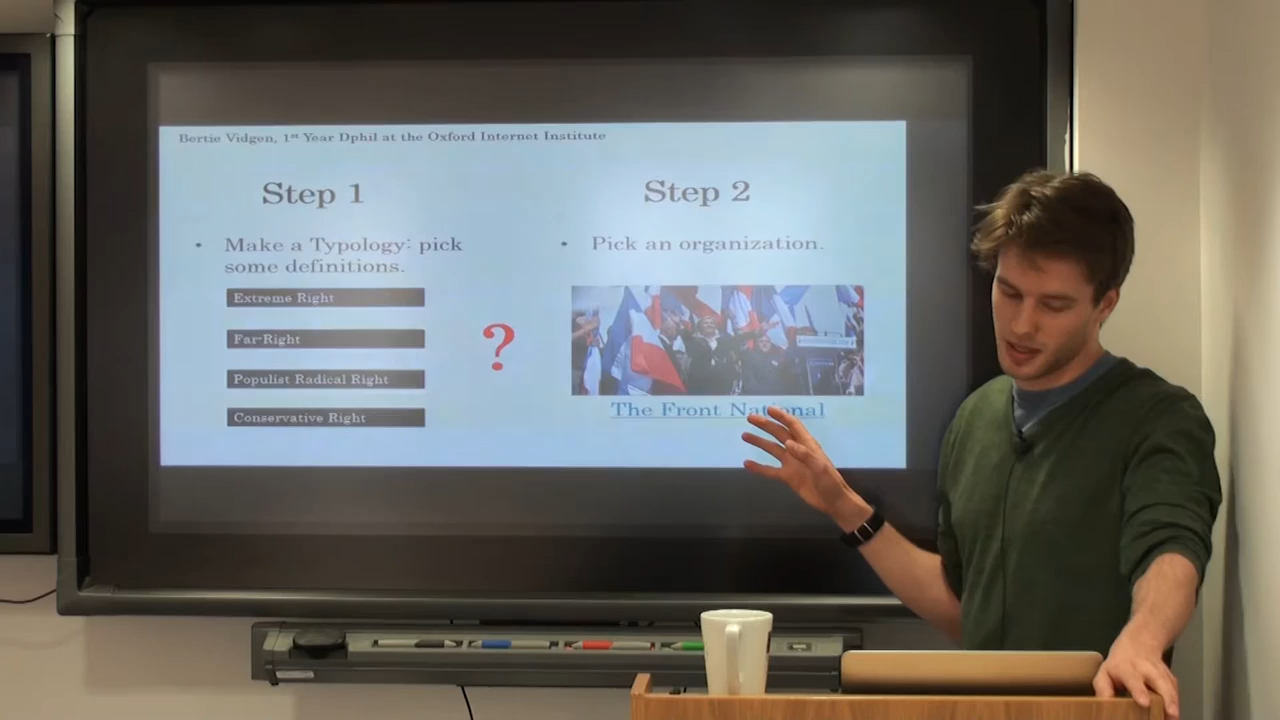 Bertie Vidgen, 1st Year Dphil at the Oxford Internet Institute
Step 1
• Make a Typology: pick
some definitions.
Extreme Right
Far-Right
Populist Radical Right
Conservative Right
?
Step 2
• Pick an organization.
The Front National